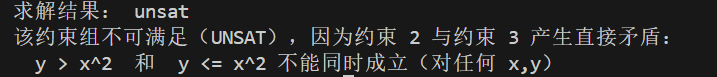 求解结果： unsat
该约束组不可满足（UNSAT），因为约束 2 与约束 3 产生直接矛盾：
y > x^2 和 y <= x^2 不能同时成立（对任何 x,y）